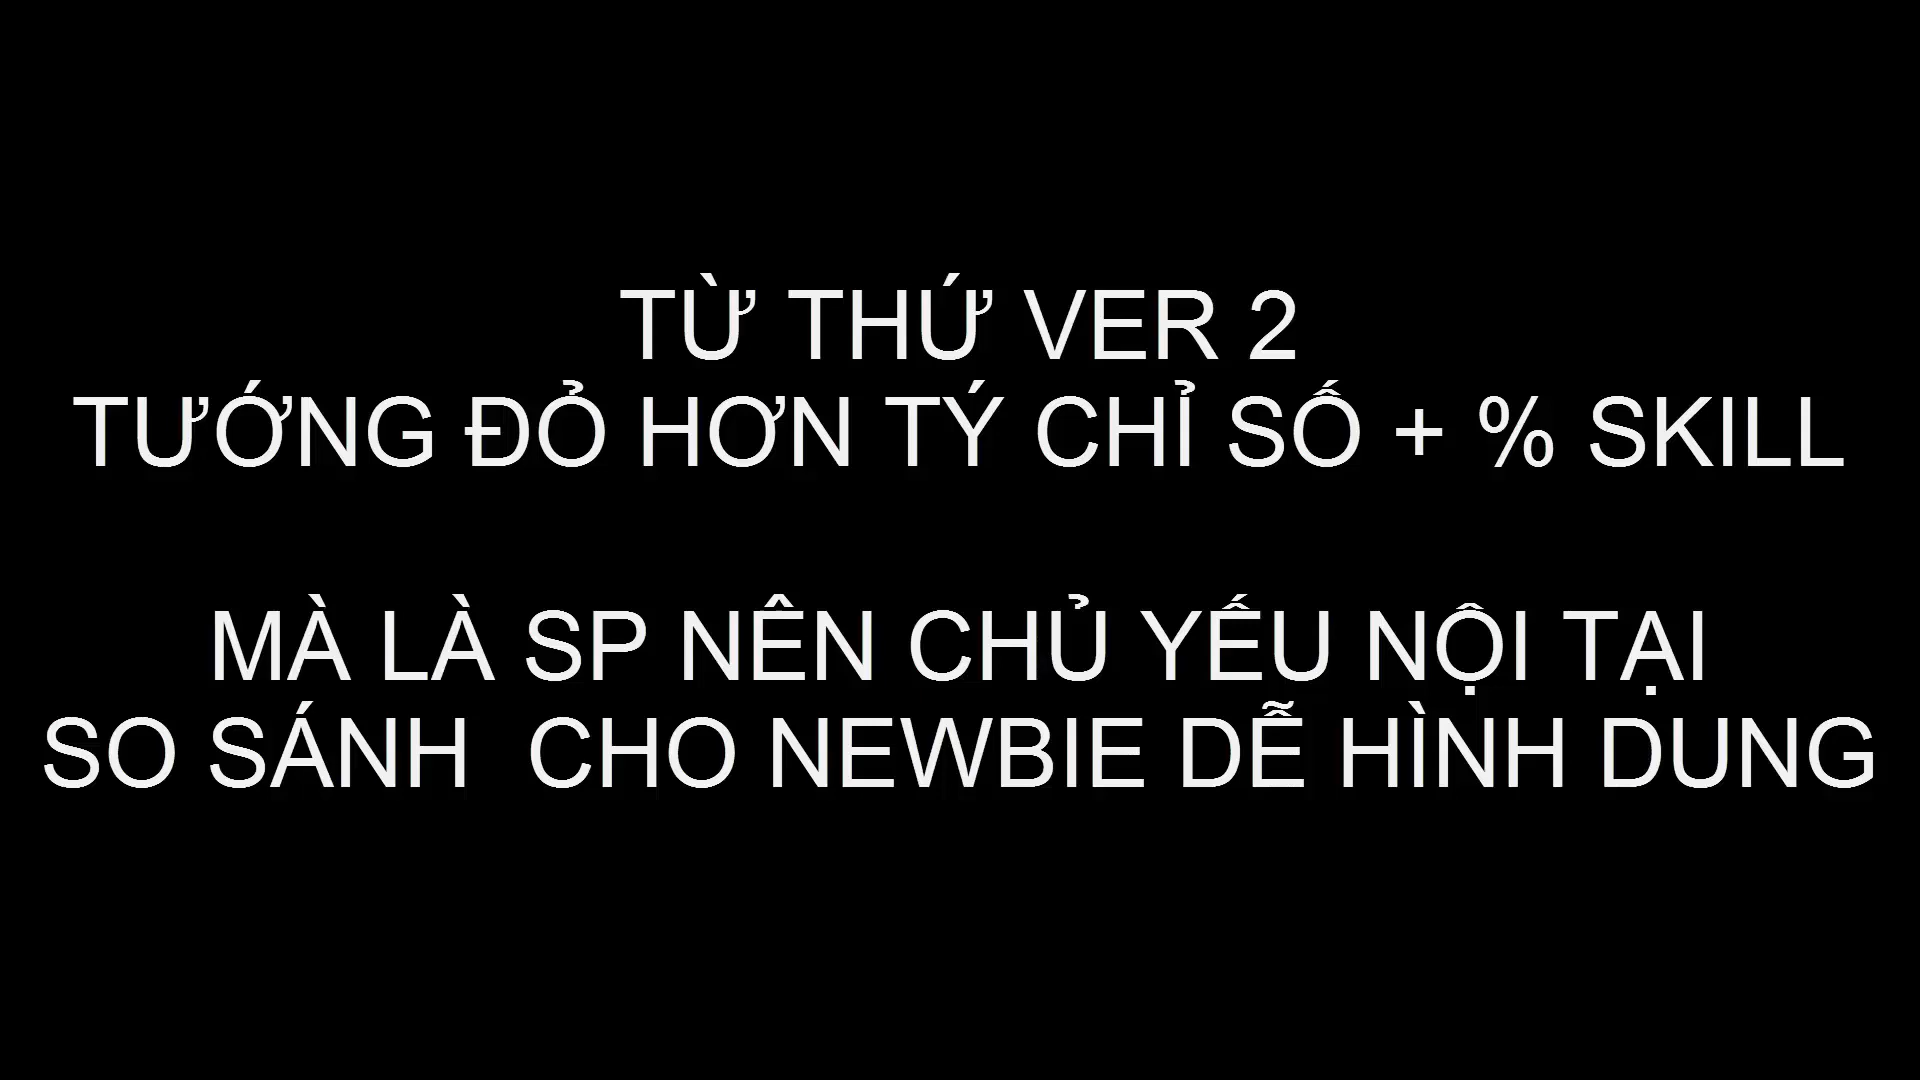 TỪ THỨ VER 2
TƯỚNG ĐỎ HƠN TÝ CHỈ SỐ + % SKILL
MÀ LÀ SP NÊN CHỦ YẾU NỘI TẠI
SO SÁNH  CHO NEWBIE DỄ HÌNH DUNG